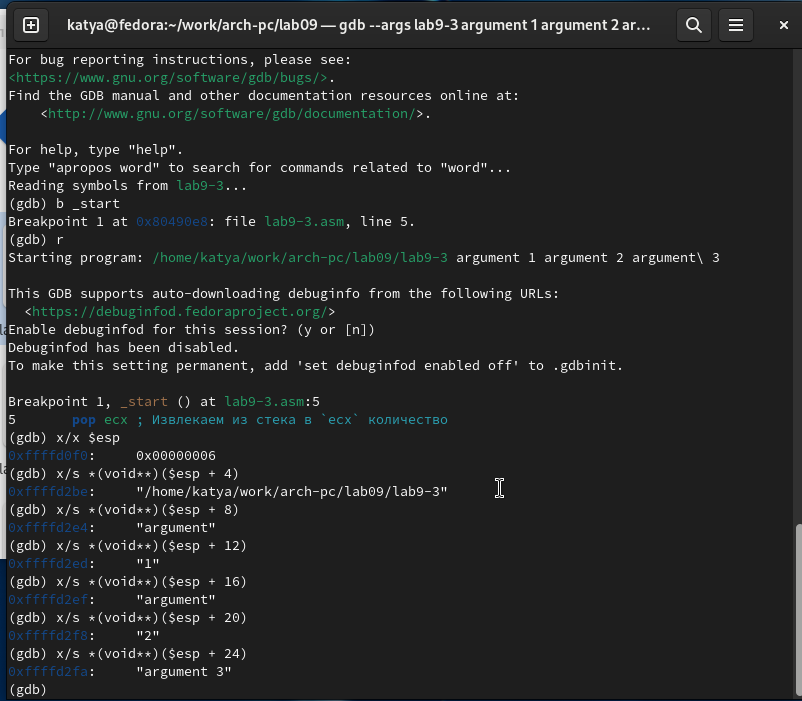 katya@fedora:~/work/arch-pc/lab09 — gdb --args lab9-3 argument 1 argument 2 ar...
For bug reporting instructions, please see:
<https://www.gnu.org/software/gdb/bugs/>.
Find the GDB manual and other documentation resources online at:
    <http://www.gnu.org/software/gdb/documentation/>.

For help, type "help".
Type "apropos word" to search for commands related to "word"...
Reading symbols from lab9-3...
(gdb) b _start
Breakpoint 1 at 0x80490e8: file lab9-3.asm, line 5.
(gdb) r
Starting program: /home/katya/work/arch-pc/lab09/lab9-3 argument 1 argument 2 argument\ 3

This GDB supports auto-downloading debuginfo from the following URLs:
  <https://debuginfod.fedoraproject.org/>
Enable debuginfod for this session? (y or [n])
Debuginfod has been disabled.
To make this setting permanent, add 'set debuginfod enabled off' to .gdbinit.

Breakpoint 1, _start () at lab9-3.asm:5
5       pop ecx ; Извлекаем из стека в `ecx` количество
(gdb) x/x $esp
0xffffd0f0:     0x00000006
(gdb) x/s *(void**)($esp + 4)
0xffffd2be:     "/home/katya/work/arch-pc/lab09/lab9-3"
(gdb) x/s *(void**)($esp + 8)
0xffffd2e4:     "argument"
(gdb) x/s *(void**)($esp + 12)
0xffffd2ed:     "1"
(gdb) x/s *(void**)($esp + 16)
0xffffd2ef:     "argument"
(gdb) x/s *(void**)($esp + 20)
0xffffd2f8:     "2"
(gdb) x/s *(void**)($esp + 24)
0xffffd2fa:     "argument 3"
(gdb)